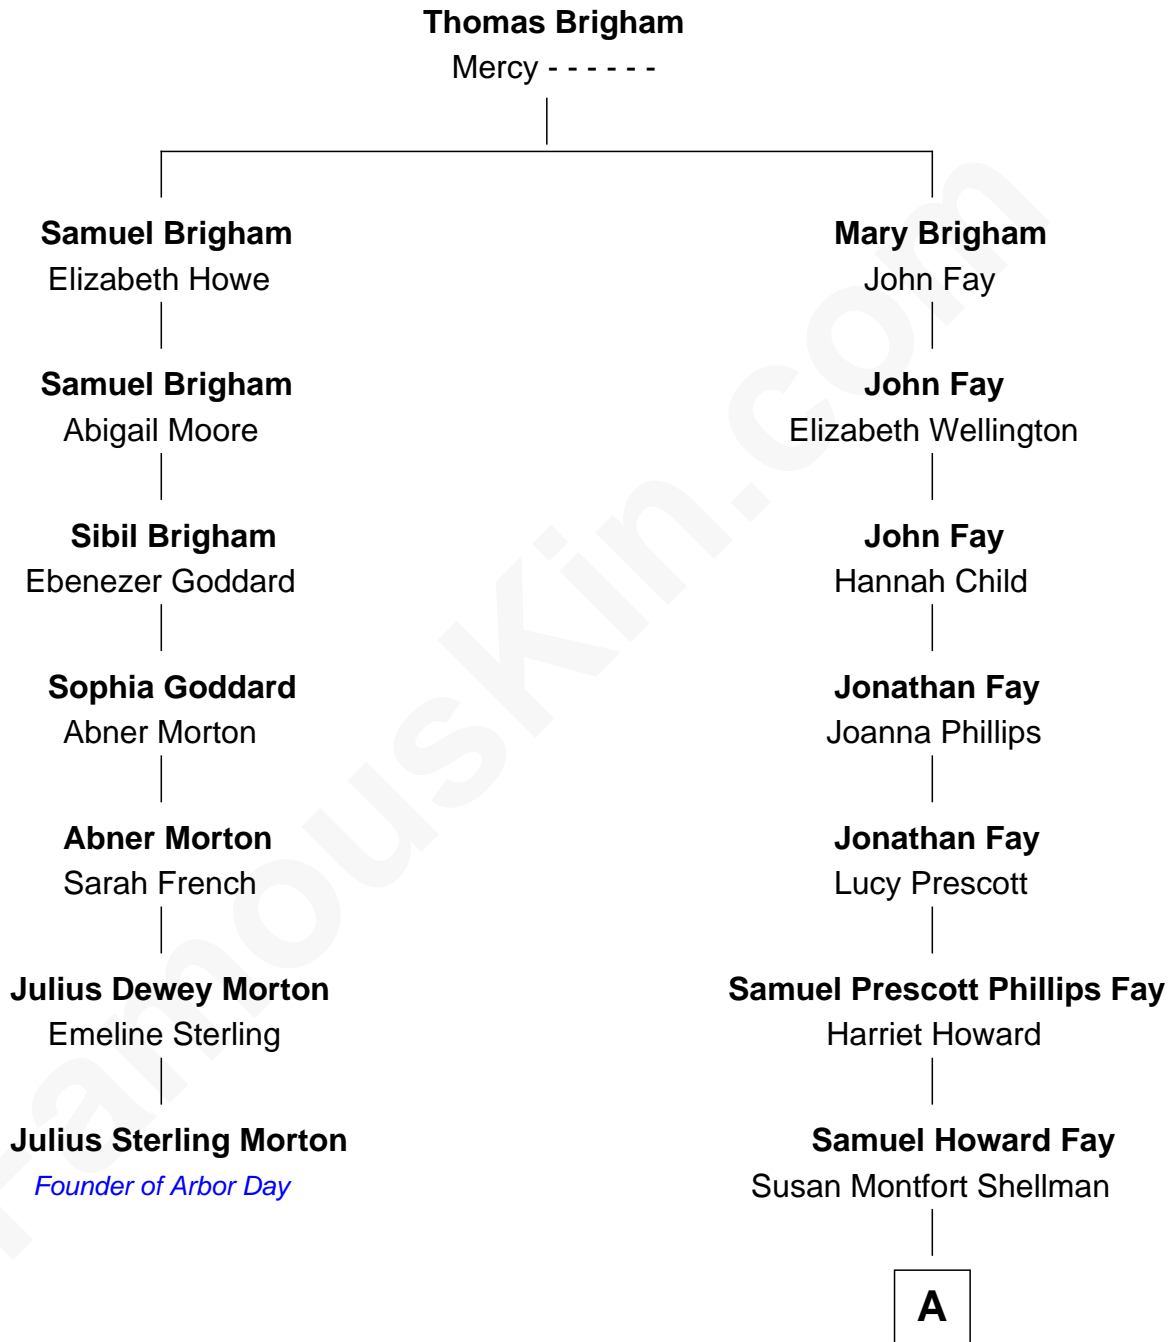 Thomas Brigham
Mercy - - - - - -
Samuel Brigham
Elizabeth Howe
Mary Brigham
John Fay
Samuel Brigham
Abigail Moore
John Fay
Elizabeth Wellington
Sibil Brigham
Ebenezer Goddard
John Fay
Hannah Child
Sophia Goddard
Abner Morton
Jonathan Fay
Joanna Phillips
Abner Morton
Sarah French
Jonathan Fay
Lucy Prescott
Julius Dewey Morton
Emeline Sterling
Samuel Prescott Phillips Fay
Harriet Howard
Julius Sterling Morton
Founder of Arbor Day
Samuel Howard Fay
Susan Montfort Shellman
A
FamousKin.com